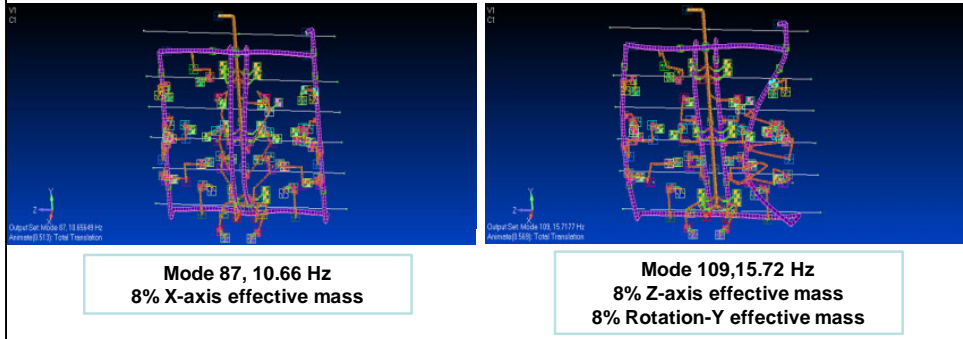 V1
C1
Y
Z
Output Set: Mode 87, 10.65549 Hz
Animate(0.513): Total Translation
V1
C1
Y
Z
Output Set: Mode 109, 15.7177 Hz
Animate(0.569): Total Translation
Mode 87, 10.66 Hz
8% X-axis effective mass
Mode 109,15.72 Hz
8% Z-axis effective mass
8% Rotation-Y effective mass